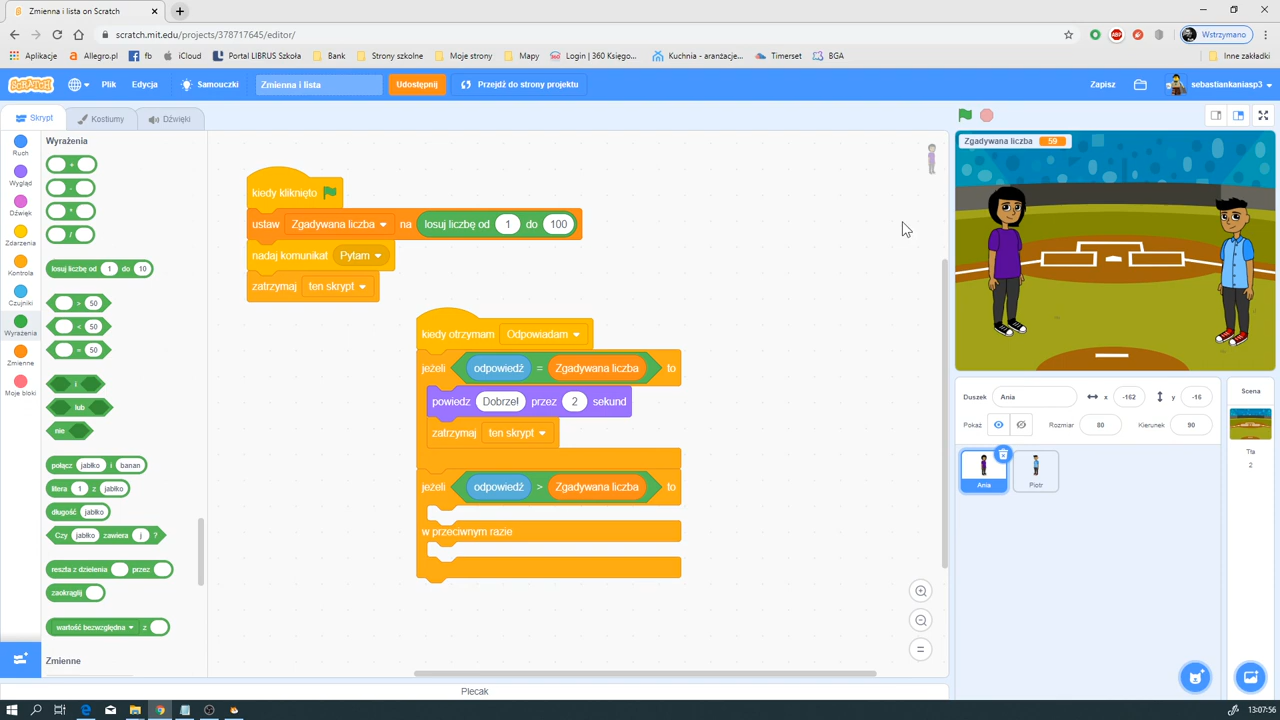 Zmienna i lista on Scratch
scratch.mit.edu/projects/378717645/editor/
Wstrzymano
Aplikacje Allegro.pl fb iCloud Portal LIBRUS Szkoła Bank Strony szkolne Moje strony Mapy Login | 360 Księgo... Kuchnia - aranżacje... Timerset BGA Inne zakładki
SCRATCH Plik Edycja Samouczki Zmienna i lista Udostępnij Przejdź do strony projektu Zapisz sebastiankaniasp3
Skrypt Kostiumy Dźwięki
Ruch
Wygląd
Dźwięk
Zdarzenia
Kontrola
Czujniki
Wyrażenia
Zmienne
Moje bloki
Wyrażenia
+
-
*
/
losuj liczbę od 1 do 10
> 50
< 50
= 50
i
lub
nie
połącz jabłko i banan
litera 1 z jabłko
długość jabłko
Czy jabłko zawiera j ?
reszta z dzielenia przez
zaokrąglij
wartość bezwzględna z
Zmienne
kiedy kliknięto
ustaw Zgadywana liczba na losuj liczbę od 1 do 100
nadaj komunikat Pytam
zatrzymaj ten skrypt
kiedy otrzymam Odpowiadam
jeżeli odpowiedź = Zgadywana liczba to
powiedz Dobrze! przez 2 sekund
zatrzymaj ten skrypt
jeżeli odpowiedź > Zgadywana liczba to
w przeciwnym razie
Plecak
Zgadywana liczba 59
Duszek Ania x -162 y -16
Pokaż Rozmiar 80 Kierunek 90
Ania
Piotr
Scena
Tła
2
13:07:56